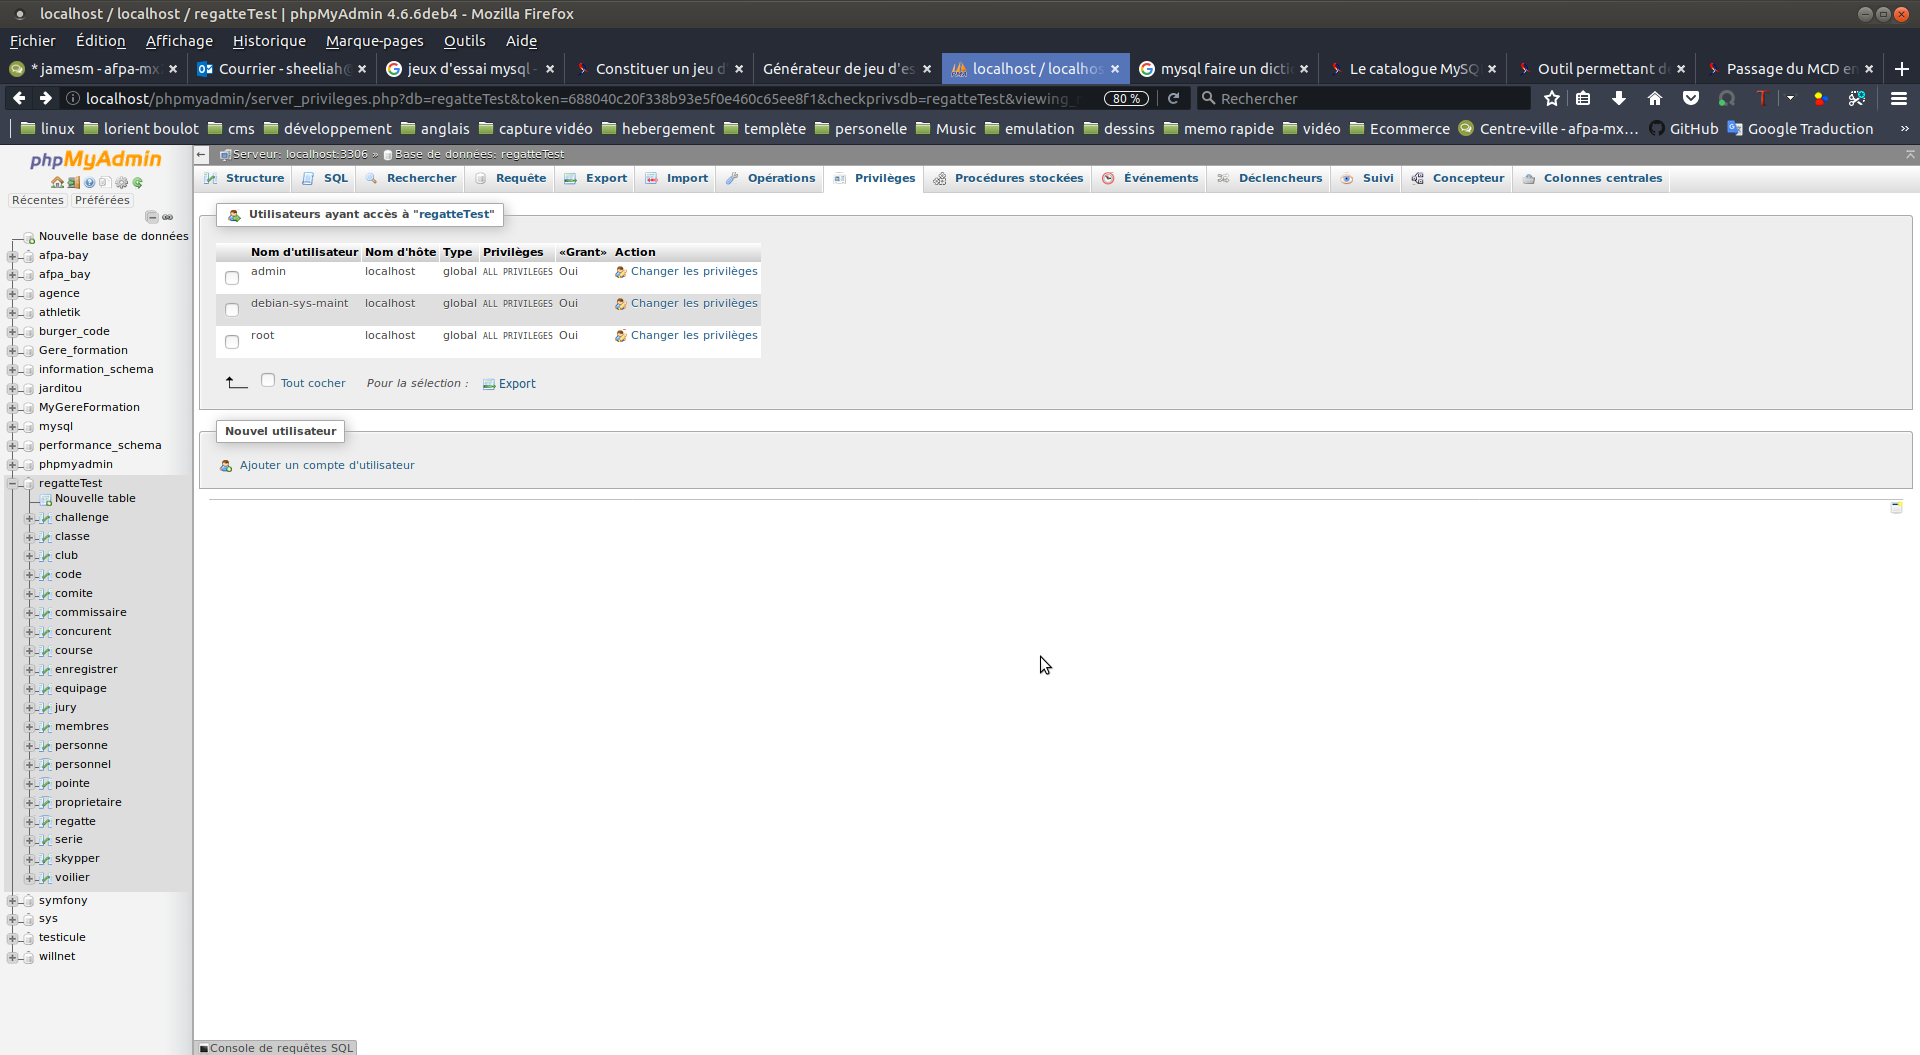 localhost / localhost / regatteTest | phpMyAdmin 4.6.6deb4 - Mozilla Firefox
Fichier Édition Affichage Historique Marque-pages Outils Aide
* jamesm - afpa-mx Courrier - sheeliah@ jeux d'essai mysql - Constituer un jeu d Générateur de jeu d'es localhost / localhos mysql faire un dicti Le catalogue MySQ Outil permettant d Passage du MCD en
localhost/phpmyadmin/server_privileges.php?db=regatteTest&token=688040c20f338b93e5f0e460c65ee8f1&checkprivsdb=regatteTest&viewing_ 80 % Rechercher
linux lorient boulot cms développement anglais capture vidéo hebergement templète personelle Music emulation dessins memo rapide vidéo Ecommerce Centre-ville - afpa-mx... GitHub Google Traduction »
phpMyAdmin
Récentes Préférées
Nouvelle base de données
afpa-bay
afpa_bay
agence
athletik
burger_code
Gere_formation
information_schema
jarditou
MyGereFormation
mysql
performance_schema
phpmyadmin
regatteTest
Nouvelle table
challenge
classe
club
code
comite
commissaire
concurent
course
enregistrer
equipage
jury
membres
personne
personnel
pointe
proprietaire
regatte
serie
skypper
voilier
symfony
sys
testicule
willnet
Serveur: localhost:3306 » Base de données: regatteTest
Structure SQL Rechercher Requête Export Import Opérations Privilèges Procédures stockées Événements Déclencheurs Suivi Concepteur Colonnes centrales
Utilisateurs ayant accès à "regatteTest"
Nom d'utilisateur Nom d'hôte Type Privilèges «Grant» Action
admin localhost global ALL PRIVILEGES Oui Changer les privilèges
debian-sys-maint localhost global ALL PRIVILEGES Oui Changer les privilèges
root localhost global ALL PRIVILEGES Oui Changer les privilèges
Tout cocher Pour la sélection : Export
Nouvel utilisateur
Ajouter un compte d'utilisateur
Console de requêtes SQL